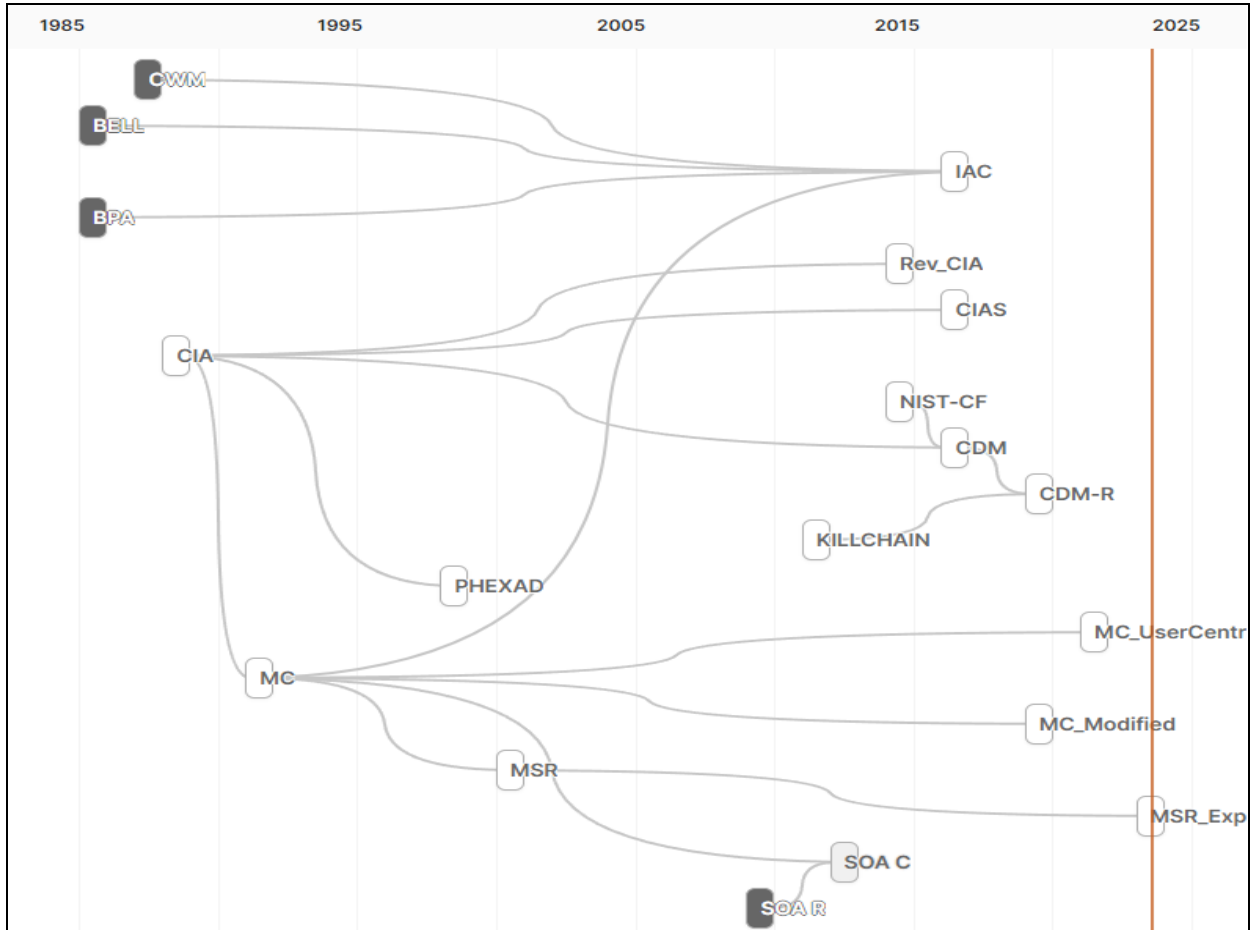 1985 1995 2005 2015 2025
CWM
BELL
IAC
BPA
Rev_CIA
CIAS
CIA
NIST-CF
CDM
CDM-R
KILLCHAIN
PHEXAD
MC_UserCentr
MC
MC_Modified
MSR
MSR_Exp
SOA C
SOA R